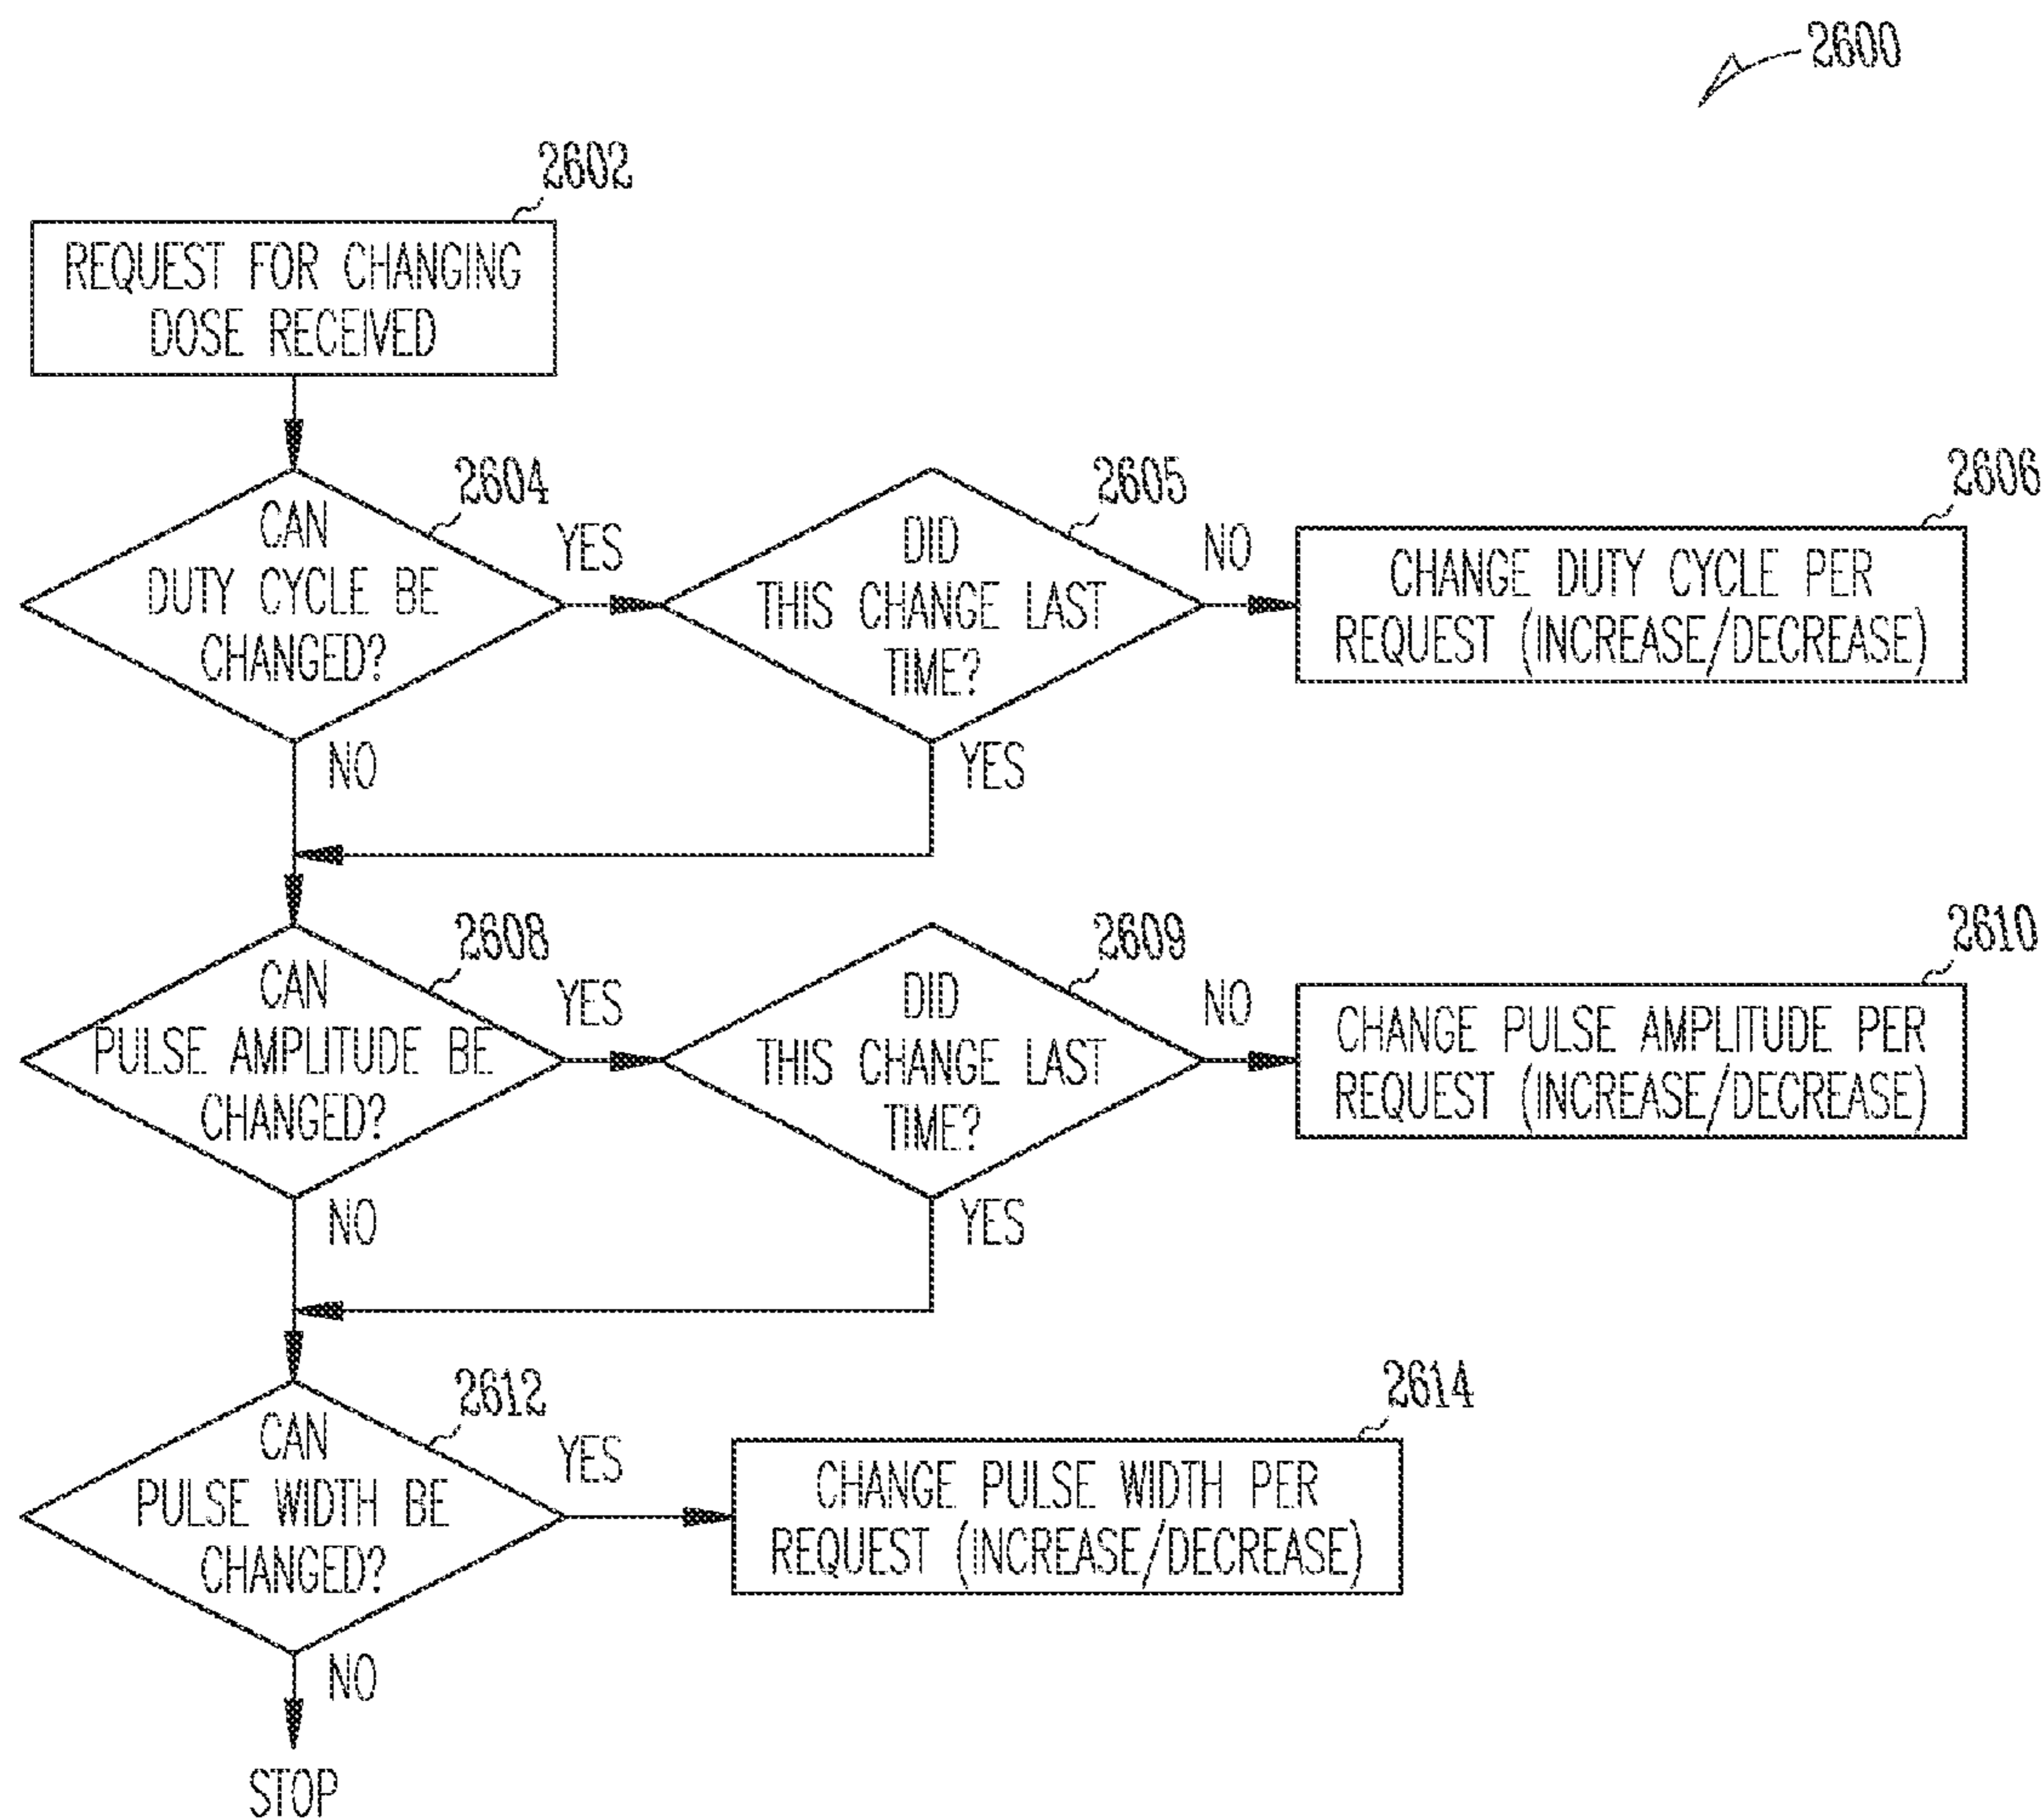 2600
2602
REQUEST FOR CHANGING
DOSE RECEIVED
2604
CAN
DUTY CYCLE BE
CHANGED?
YES
NO
2605
DID
THIS CHANGE LAST
TIME?
NO
YES
2606
CHANGE DUTY CYCLE PER
REQUEST (INCREASE/DECREASE)
2608
CAN
PULSE AMPLITUDE BE
CHANGED?
YES
NO
2609
DID
THIS CHANGE LAST
TIME?
NO
YES
2610
CHANGE PULSE AMPLITUDE PER
REQUEST (INCREASE/DECREASE)
2612
CAN
PULSE WIDTH BE
CHANGED?
YES
NO
2614
CHANGE PULSE WIDTH PER
REQUEST (INCREASE/DECREASE)
STOP